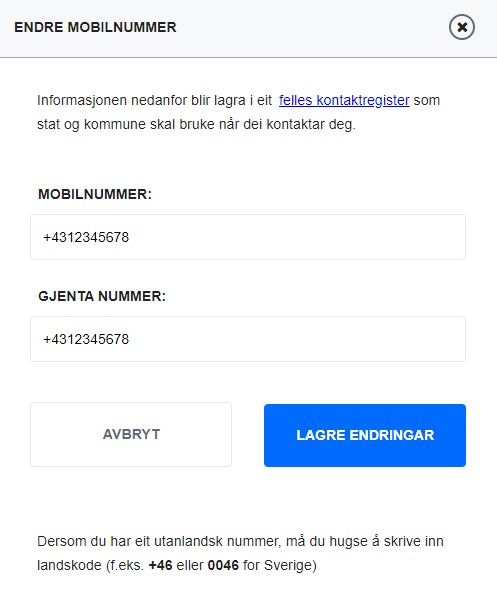 ENDRE MOBILNUMMER
Informasjonen nedanfor blir lagra i eit felles kontaktregister som
stat og kommune skal bruke når dei kontaktar deg.
MOBILNUMMER:
+4312345678
GJENTA NUMMER:
+4312345678
AVBRYT
LAGRE ENDRINGAR
Dersom du har eit utanlandsk nummer, må du hugse å skrive inn
landskode (f.eks. +46 eller 0046 for Sverige)